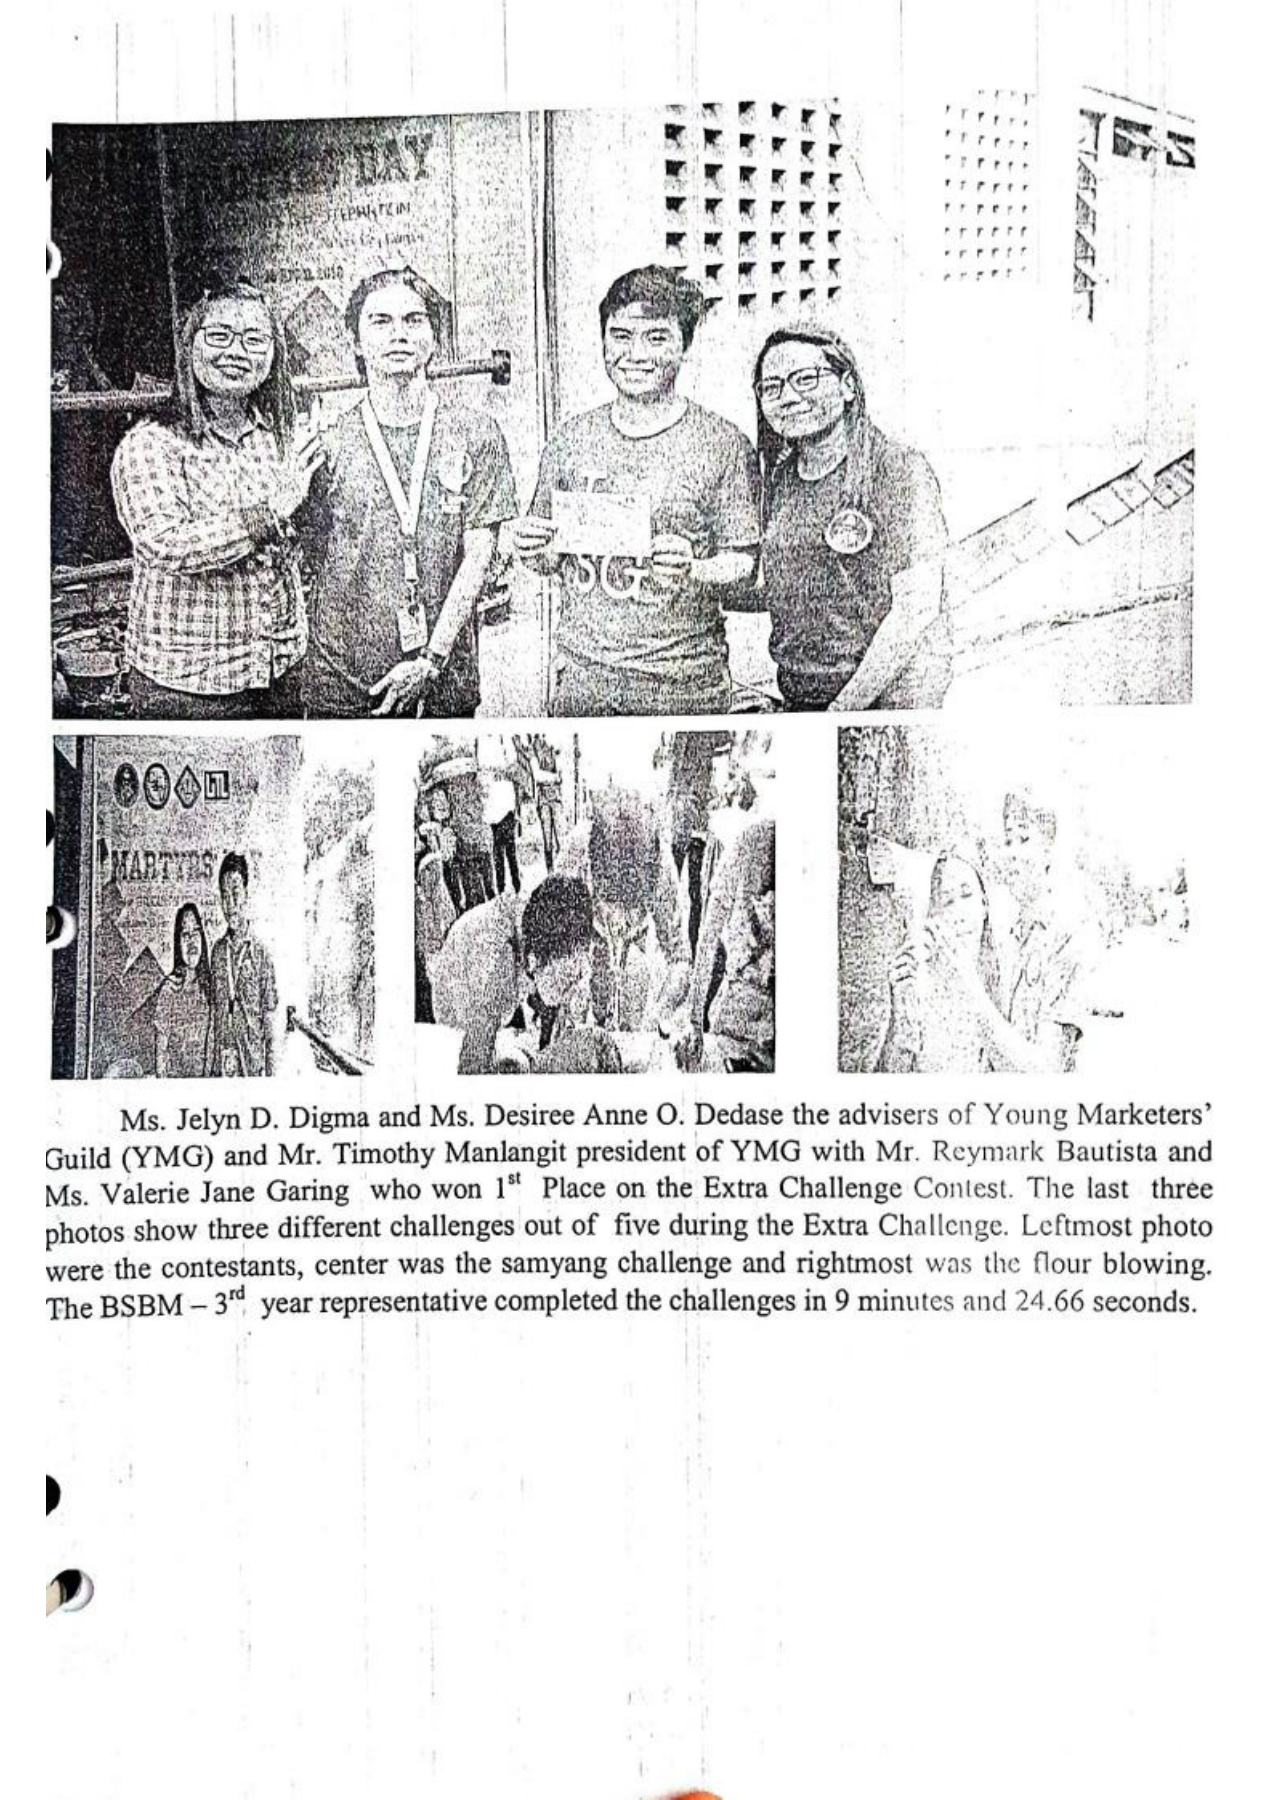 DAY
2019
SG
MARTYRS'
Ms. Jelyn D. Digma and Ms. Desiree Anne O. Dedase the advisers of Young Marketers'
Guild (YMG) and Mr. Timothy Manlangit president of YMG with Mr. Reymark Bautista and
Ms. Valerie Jane Garing who won 1st Place on the Extra Challenge Contest. The last three
photos show three different challenges out of five during the Extra Challenge. Leftmost photo
were the contestants, center was the samyang challenge and rightmost was the flour blowing.
The BSBM – 3rd year representative completed the challenges in 9 minutes and 24.66 seconds.